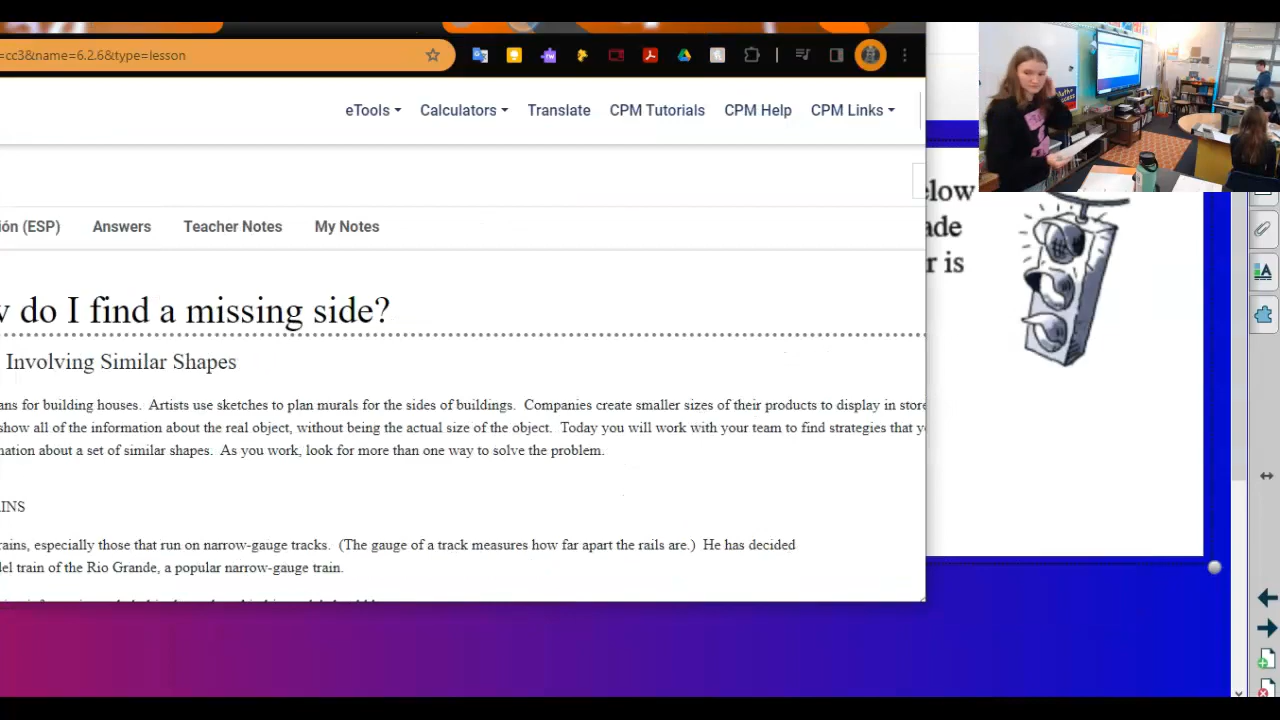 =cc3&name=6.2.6&type=lesson
eTools Calculators Translate CPM Tutorials CPM Help CPM Links
ión (ESP) Answers Teacher Notes My Notes
do I find a missing side?
Involving Similar Shapes
ans for building houses. Artists use sketches to plan murals for the sides of buildings. Companies create smaller sizes of their products to display in store
show all of the information about the real object, without being the actual size of the object. Today you will work with your team to find strategies that y
mation about a set of similar shapes. As you work, look for more than one way to solve the problem.
INS
rains, especially those that run on narrow-gauge tracks. (The gauge of a track measures how far apart the rails are.) He has decided
del train of the Rio Grande, a popular narrow-gauge train.
elow
ade
r is